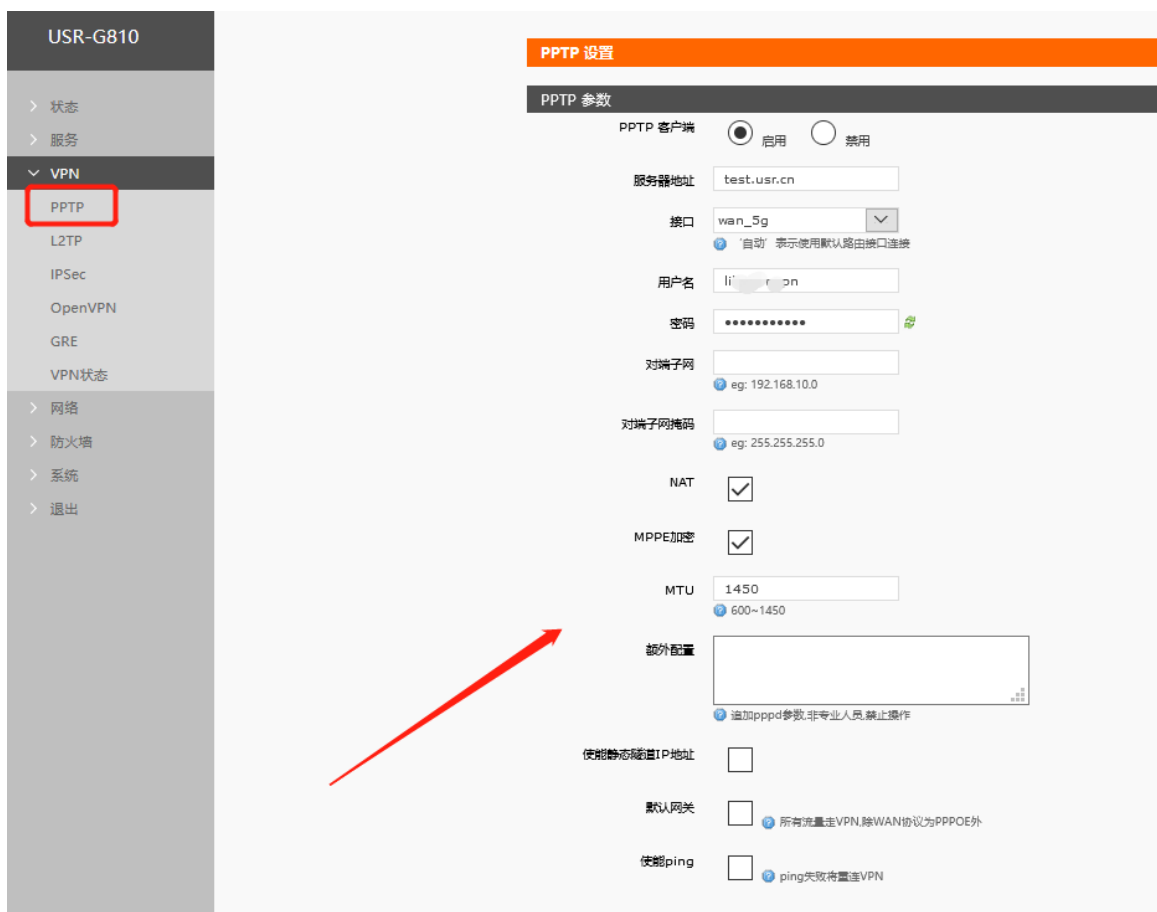 USR-G810
状态
服务
VPN
PPTP
L2TP
IPSec
OpenVPN
GRE
VPN状态
网络
防火墙
系统
退出
PPTP 设置
PPTP 参数
PPTP 客户端 启用 禁用
服务器地址 test.usr.cn
接口 wan_5g
'自动' 表示使用默认路由接口连接
用户名
密码 •••••••••••
对端子网
eg: 192.168.10.0
对端子网掩码
eg: 255.255.255.0
NAT
MPPE加密
MTU 1450
600~1450
额外配置
追加pppd参数,非专业人员,禁止操作
使能静态隧道IP地址
默认网关 所有流量走VPN,除WAN协议为PPPOE外
使能ping ping失败将重连VPN